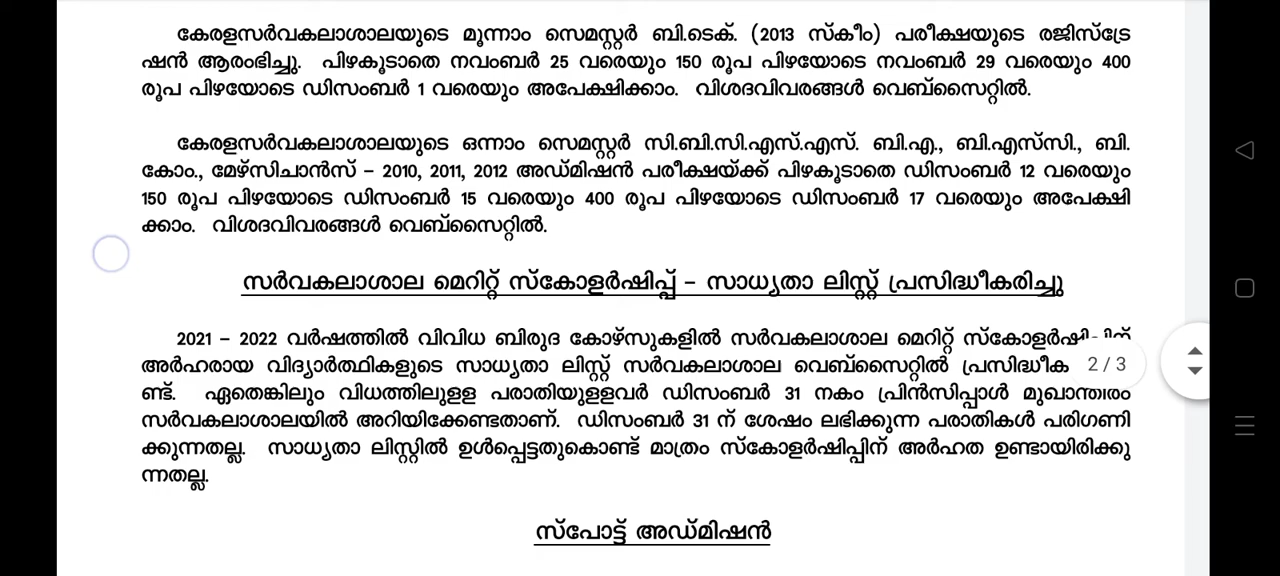 കേരളസർവകലാശാലയുടെ മൂന്നാം സെമസ്റ്റർ ബി.ടെക്. (2013 സ്കീം) പരീക്ഷയുടെ രജിസ്ട്രേ
ഷൻ ആരംഭിച്ചു. പിഴകൂടാതെ നവംബർ 25 വരെയും 150 രൂപ പിഴയോടെ നവംബർ 29 വരെയും 400
രൂപ പിഴയോടെ ഡിസംബർ 1 വരെയും അപേക്ഷിക്കാം. വിശദവിവരങ്ങൾ വെബ്സൈറ്റിൽ.
കേരളസർവകലാശാലയുടെ ഒന്നാം സെമസ്റ്റർ സി.ബി.സി.എസ്.എസ്. ബി.എ., ബി.എസ്സി., ബി.
കോം., മേഴ്സിചാൻസ് – 2010, 2011, 2012 അഡ്മിഷൻ പരീക്ഷയ്ക്ക് പിഴകൂടാതെ ഡിസംബർ 12 വരെയും
150 രൂപ പിഴയോടെ ഡിസംബർ 15 വരെയും 400 രൂപ പിഴയോടെ ഡിസംബർ 17 വരെയും അപേക്ഷി
ക്കാം. വിശദവിവരങ്ങൾ വെബ്സൈറ്റിൽ.
സർവകലാശാല മെറിറ്റ് സ്കോളർഷിപ്പ് – സാധ്യതാ ലിസ്റ്റ് പ്രസിദ്ധീകരിച്ചു
2021 – 2022 വർഷത്തിൽ വിവിധ ബിരുദ കോഴ്സുകളിൽ സർവകലാശാല മെറിറ്റ്
അർഹരായ വിദ്യാർത്ഥികളുടെ സാധ്യതാ ലിസ്റ്റ് സർവകലാശാല വെബ്സൈറ്റിൽ പ്രസിദ്ധീക 2 / 3
ണ്ട്. ഏതെങ്കിലും വിധത്തിലുളള പരാതിയുളളവർ ഡിസംബർ 31 നകം പ്രിൻസിപ്പാൾ മുഖാന്തിരം
സർവകലാശാലയിൽ അറിയിക്കേണ്ടതാണ്. ഡിസംബർ 31 ന് ശേഷം ലഭിക്കുന്ന പരാതികൾ പരിഗണി
ക്കുന്നതല്ല. സാധ്യതാ ലിസ്റ്റിൽ ഉൾപ്പെട്ടതുകൊണ്ട് മാത്രം സ്കോളർഷിപ്പിന് അർഹത ഉണ്ടായിരിക്കു
ന്നതല്ല.
സ്പോട്ട് അഡ്മിഷൻ